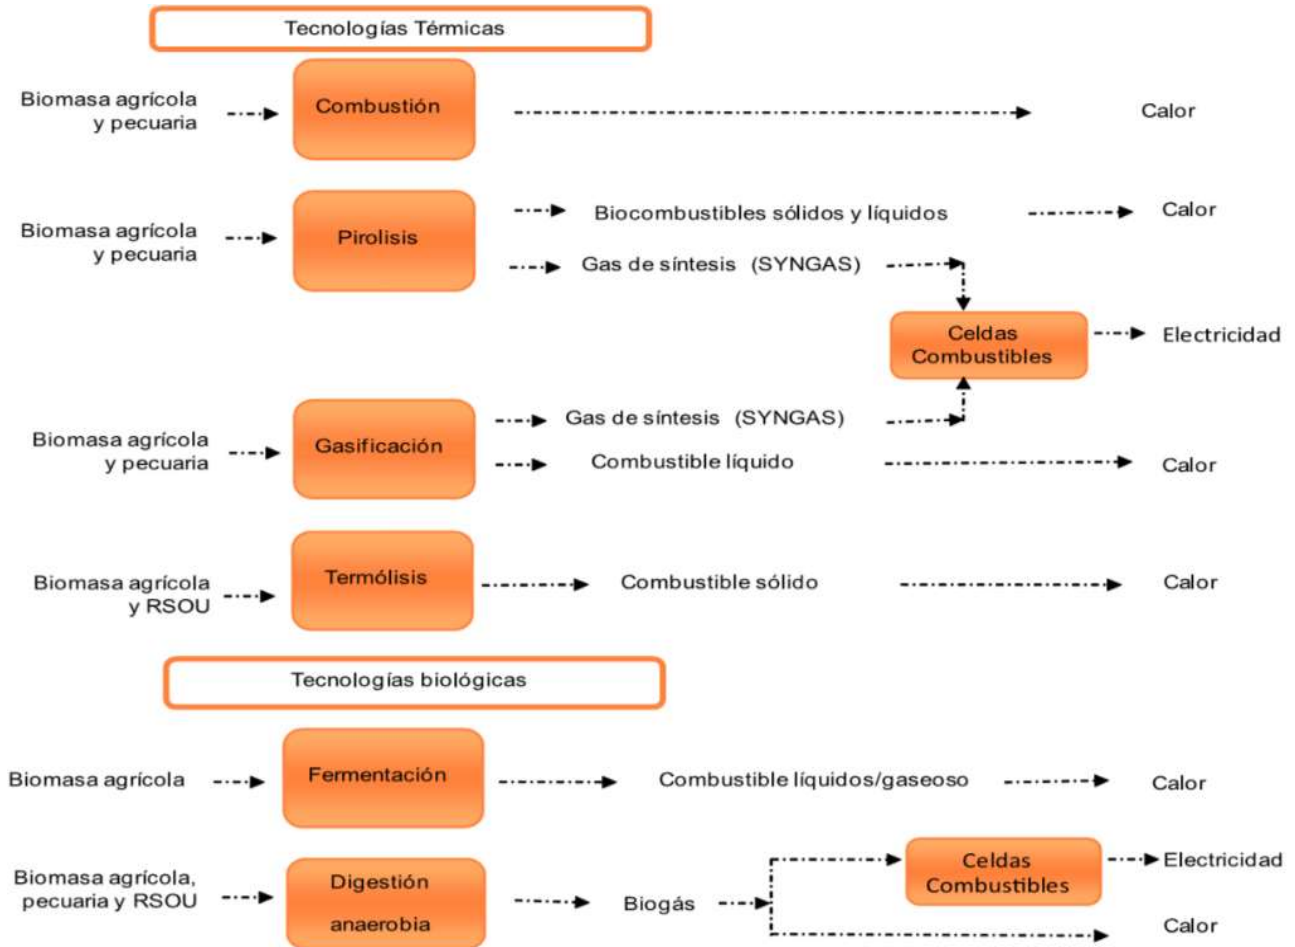 Tecnologías Térmicas
Biomasa agrícola
y pecuaria
Combustión
Calor
Biomasa agrícola
y pecuaria
Pirolisis
Biocombustibles sólidos y líquidos
Calor
Gas de síntesis (SYNGAS)
Celdas
Combustibles
Electricidad
Biomasa agrícola
y pecuaria
Gasificación
Gas de síntesis (SYNGAS)
Combustible líquido
Calor
Biomasa agrícola
y RSOU
Termólisis
Combustible sólido
Calor
Tecnologías biológicas
Biomasa agrícola
Fermentación
Combustible líquidos/gaseoso
Calor
Biomasa agrícola,
pecuaria y RSOU
Digestión
anaerobia
Biogás
Celdas
Combustibles
Electricidad
Calor